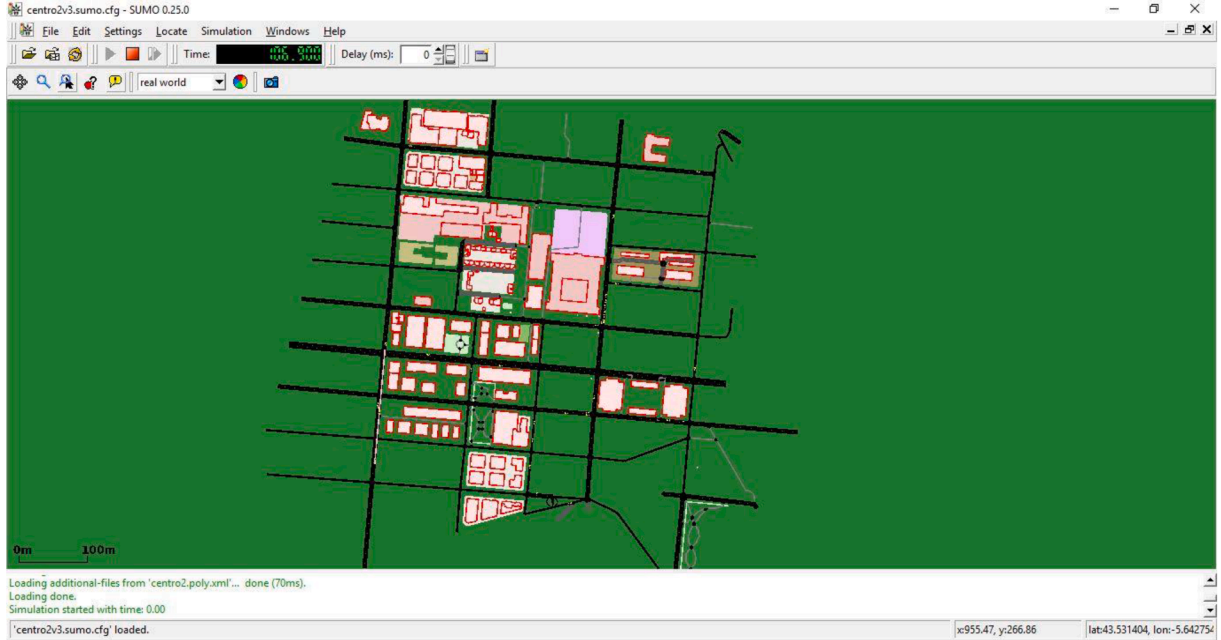 centro2v3.sumo.cfg - SUMO 0.25.0
File Edit Settings Locate Simulation Windows Help
Time: 106.900 Delay (ms): 0
real world
0m 100m
Loading additional-files from 'centro2.poly.xml'... done (70ms).
Loading done.
Simulation started with time: 0.00
'centro2v3.sumo.cfg' loaded. x:955.47, y:266.86 lat:43.531404, lon:-5.642754